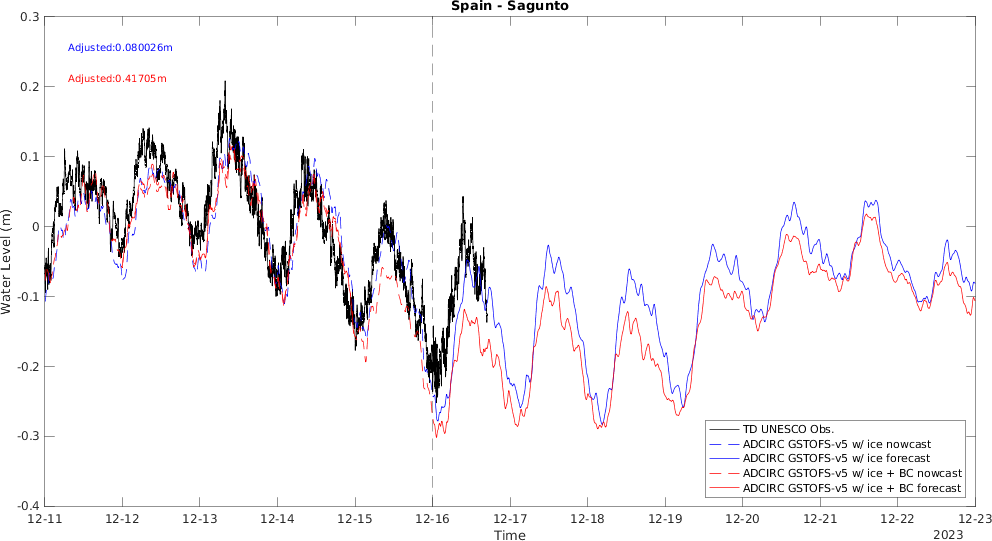 Spain - Sagunto
Adjusted:0.080026m
Adjusted:0.41705m
Water Level (m)
0.3
0.2
0.1
0
-0.1
-0.2
-0.3
-0.4
TD UNESCO Obs.
ADCIRC GSTOFS-v5 w/ ice nowcast
ADCIRC GSTOFS-v5 w/ ice forecast
ADCIRC GSTOFS-v5 w/ ice + BC nowcast
ADCIRC GSTOFS-v5 w/ ice + BC forecast
12-11 12-12 12-13 12-14 12-15 12-16 12-17 12-18 12-19 12-20 12-21 12-22 12-23
Time
2023